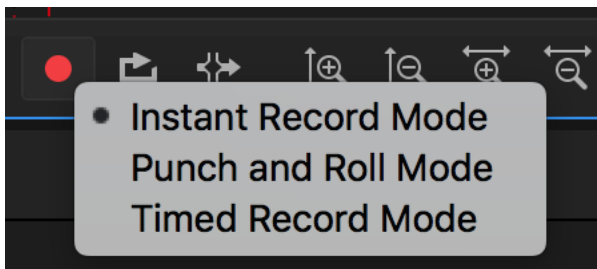 Instant Record Mode
Punch and Roll Mode
Timed Record Mode